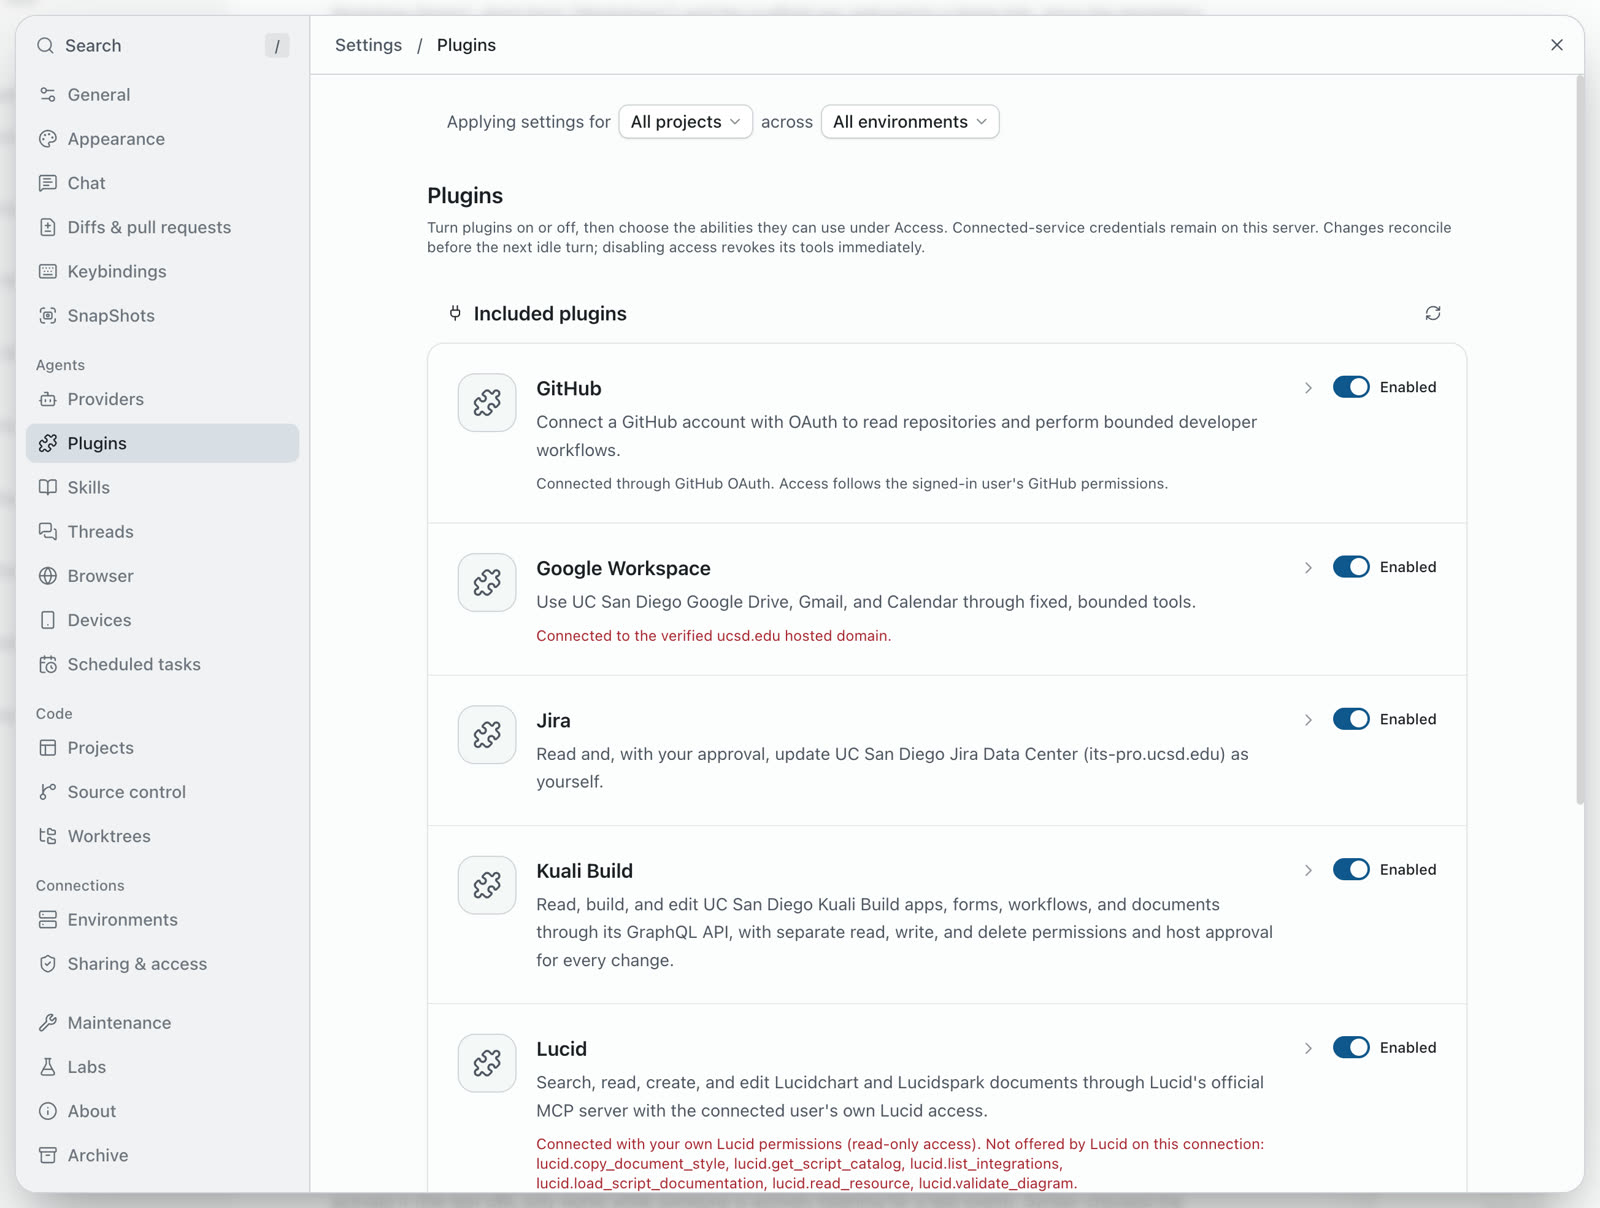 Search
/
General
Appearance
Chat
Diffs & pull requests
Keybindings
SnapShots
Agents
Providers
Plugins
Skills
Threads
Browser
Devices
Scheduled tasks
Code
Projects
Source control
Worktrees
Connections
Environments
Sharing & access
Maintenance
Labs
About
Archive
Settings / Plugins
Applying settings for All projects across All environments
Plugins
Turn plugins on or off, then choose the abilities they can use under Access. Connected-service credentials remain on this server. Changes reconcile
before the next idle turn; disabling access revokes its tools immediately.
Included plugins
GitHub
Enabled
Connect a GitHub account with OAuth to read repositories and perform bounded developer
workflows.
Connected through GitHub OAuth. Access follows the signed-in user's GitHub permissions.
Google Workspace
Enabled
Use UC San Diego Google Drive, Gmail, and Calendar through fixed, bounded tools.
Connected to the verified ucsd.edu hosted domain.
Jira
Enabled
Read and, with your approval, update UC San Diego Jira Data Center (its-pro.ucsd.edu) as
yourself.
Kuali Build
Enabled
Read, build, and edit UC San Diego Kuali Build apps, forms, workflows, and documents
through its GraphQL API, with separate read, write, and delete permissions and host approval
for every change.
Lucid
Enabled
Search, read, create, and edit Lucidchart and Lucidspark documents through Lucid's official
MCP server with the connected user's own Lucid access.
Connected with your own Lucid permissions (read-only access). Not offered by Lucid on this connection:
lucid.copy_document_style, lucid.get_script_catalog, lucid.list_integrations,
lucid.load_script_documentation, lucid.read_resource, lucid.validate_diagram.